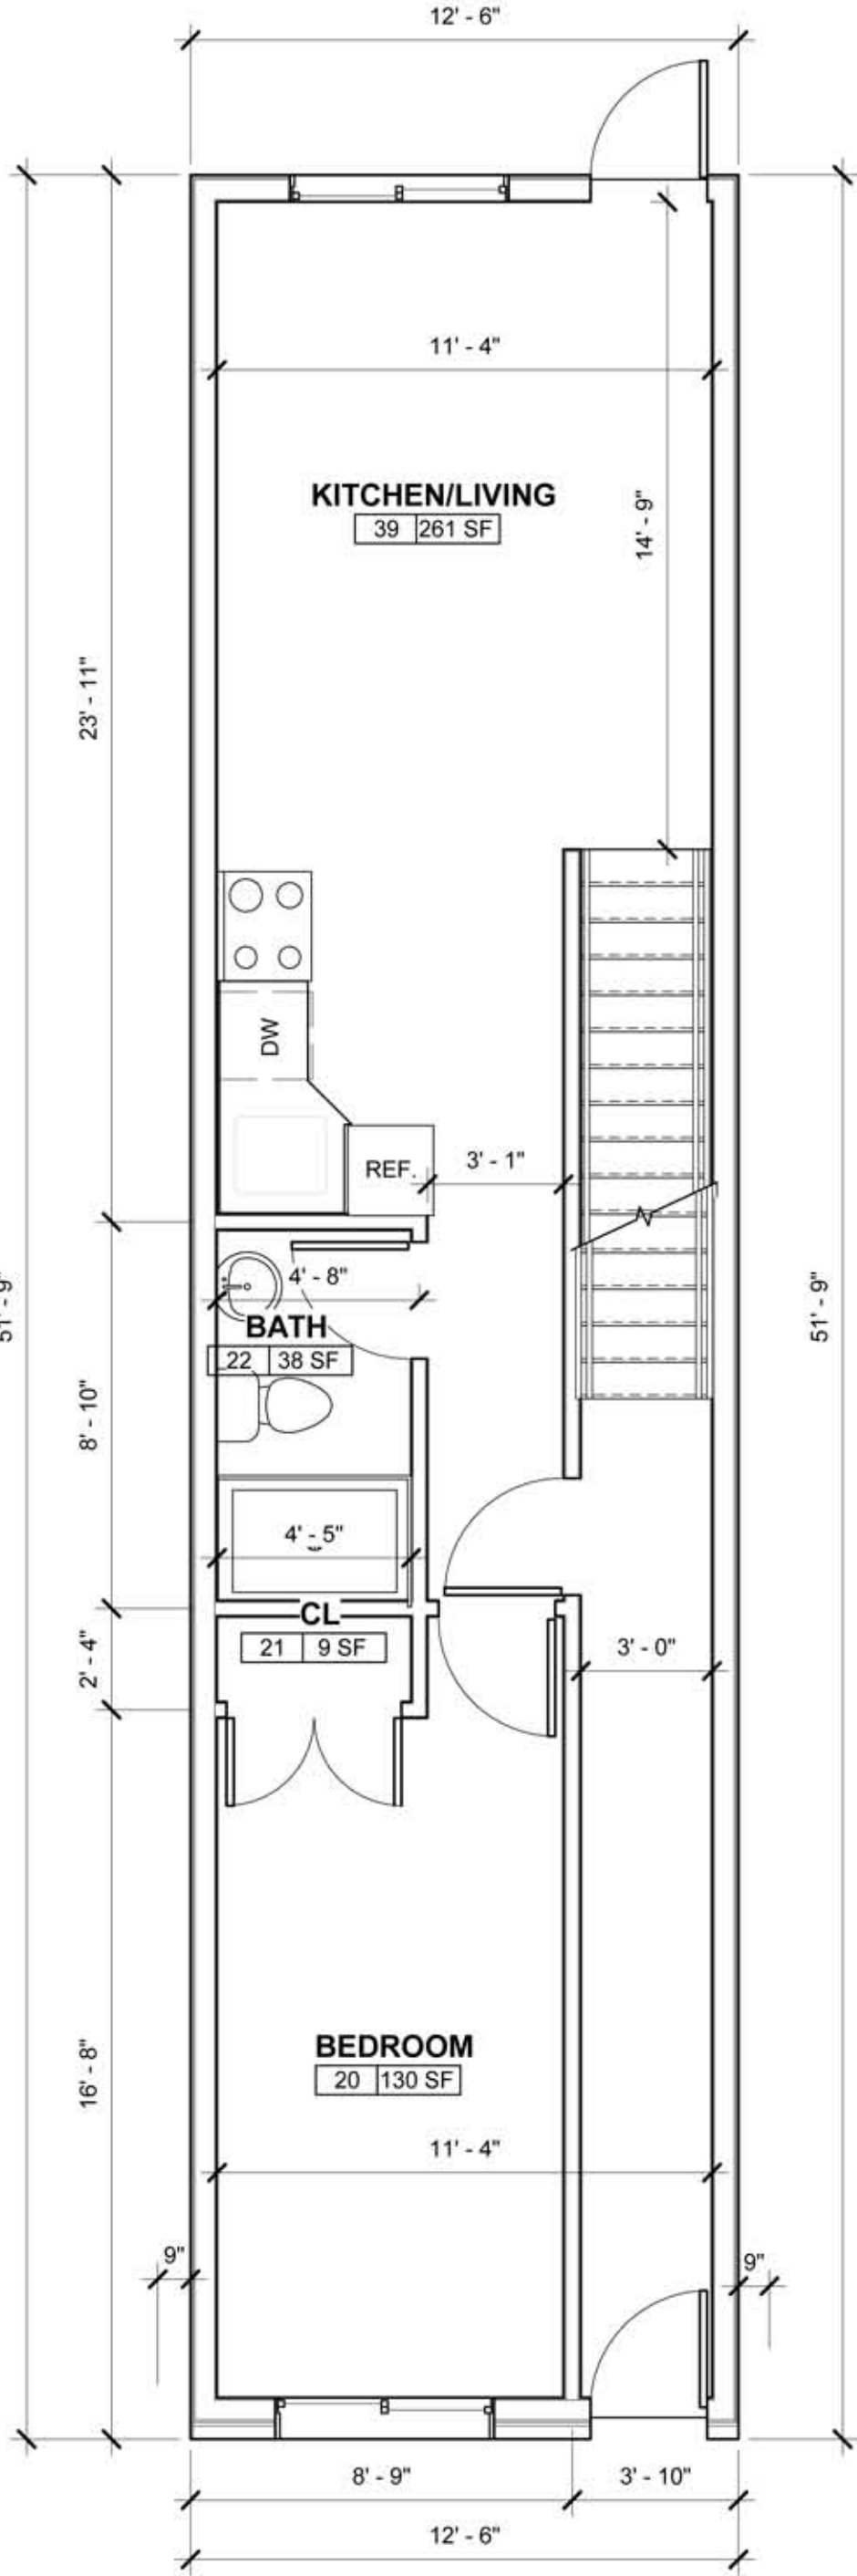 12' - 6"
11' - 4"
KITCHEN/LIVING
39 261 SF
14' - 9"
23' - 11"
DW
REF.
3' - 1"
4' - 8"
51' - 9"
51' - 9"
BATH
22 38 SF
8' - 10"
4' - 5"
CL
21 9 SF
2' - 4"
3' - 0"
BEDROOM
20 130 SF
16' - 8"
11' - 4"
9"
9"
8' - 9"
3' - 10"
12' - 6"